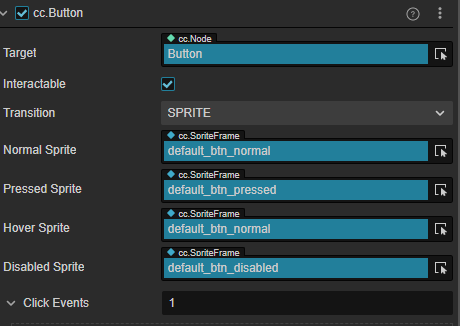 cc.Button
cc.Node
Target Button
Interactable
Transition SPRITE
cc.SpriteFrame
Normal Sprite default_btn_normal
cc.SpriteFrame
Pressed Sprite default_btn_pressed
cc.SpriteFrame
Hover Sprite default_btn_normal
cc.SpriteFrame
Disabled Sprite default_btn_disabled
Click Events 1